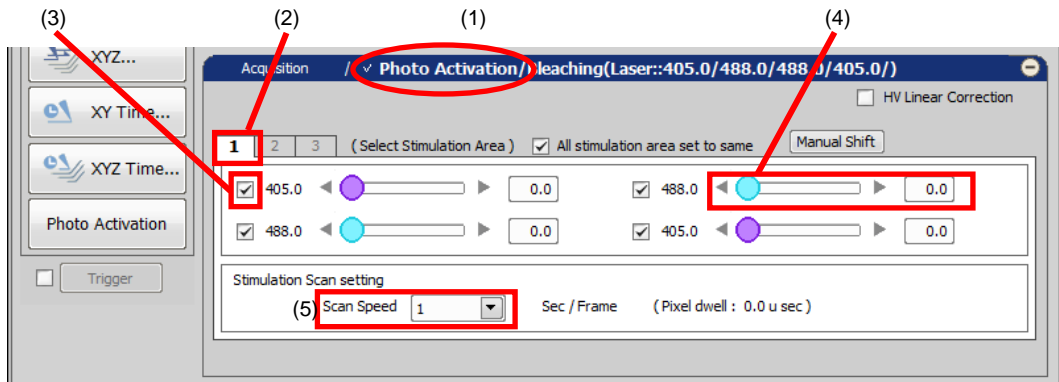 (3) (2) (1) (4)
XYZ...
Acquisition / Photo Activation/Bleaching(Laser::405.0/488.0/488.0/405.0/)
HV Linear Correction
XY Time...
1 2 3 ( Select Stimulation Area ) All stimulation area set to same Manual Shift
XYZ Time...
405.0 0.0 488.0 0.0
Photo Activation
488.0 0.0 405.0 0.0
Trigger
Stimulation Scan setting
(5) Scan Speed 1 Sec / Frame ( Pixel dwell : 0.0 u sec )